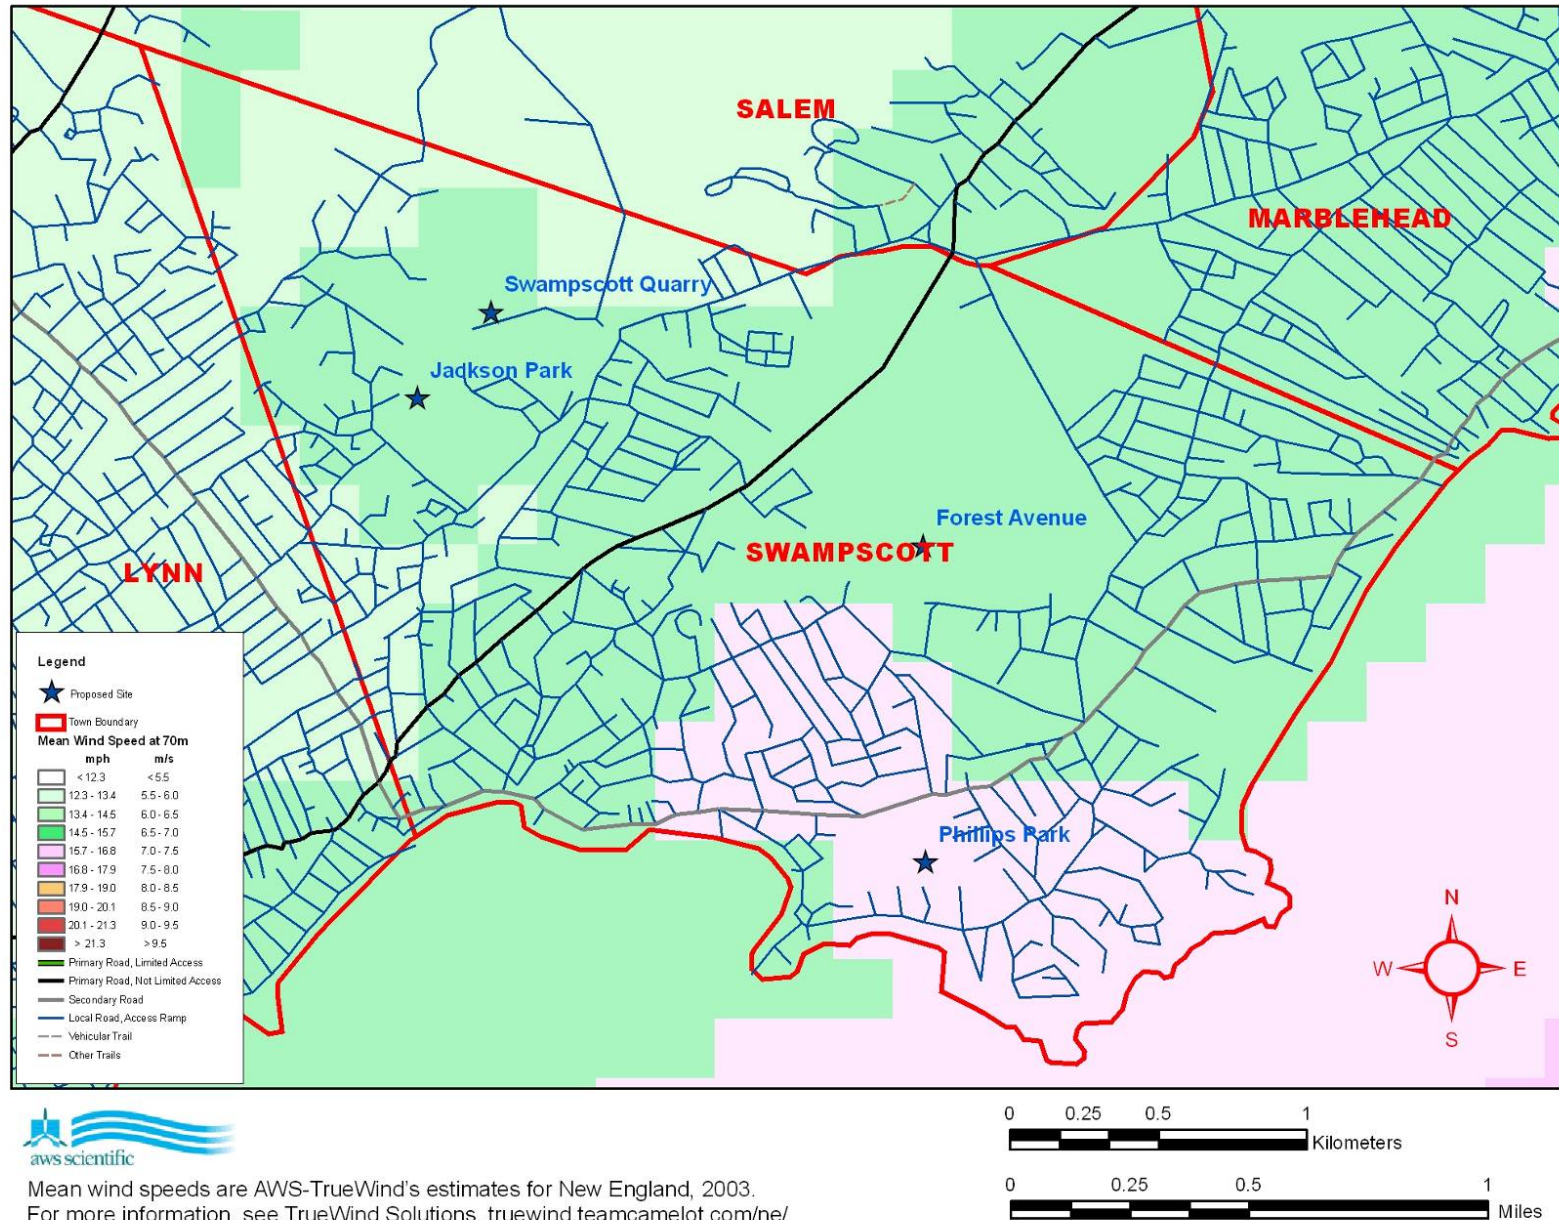 SALEM
MARBLEHEAD
Swampscott Quarry
Jackson Park
Forest Avenue
SWAMPSCOTT
LYNN
Phillips Park
Legend
Proposed Site
Town Boundary
Mean Wind Speed at 70m
mph m/s
< 12.3 < 5.5
12.3 - 13.4 5.5 - 6.0
13.4 - 14.5 6.0 - 6.5
14.5 - 15.7 6.5 - 7.0
15.7 - 16.8 7.0 - 7.5
16.8 - 17.9 7.5 - 8.0
17.9 - 19.0 8.0 - 8.5
19.0 - 20.1 8.5 - 9.0
20.1 - 21.3 9.0 - 9.5
> 21.3 > 9.5
Primary Road, Limited Access
Primary Road, Not Limited Access
Secondary Road
Local Road, Access Ramp
Vehicular Trail
Other Trails
N
W E
S
aws scientific
0 0.25 0.5 1
Kilometers
0 0.25 0.5 1
Miles
Mean wind speeds are AWS-TrueWind's estimates for New England, 2003.
For more information, see TrueWind Solutions, truewind.teamcamelot.com/ne/